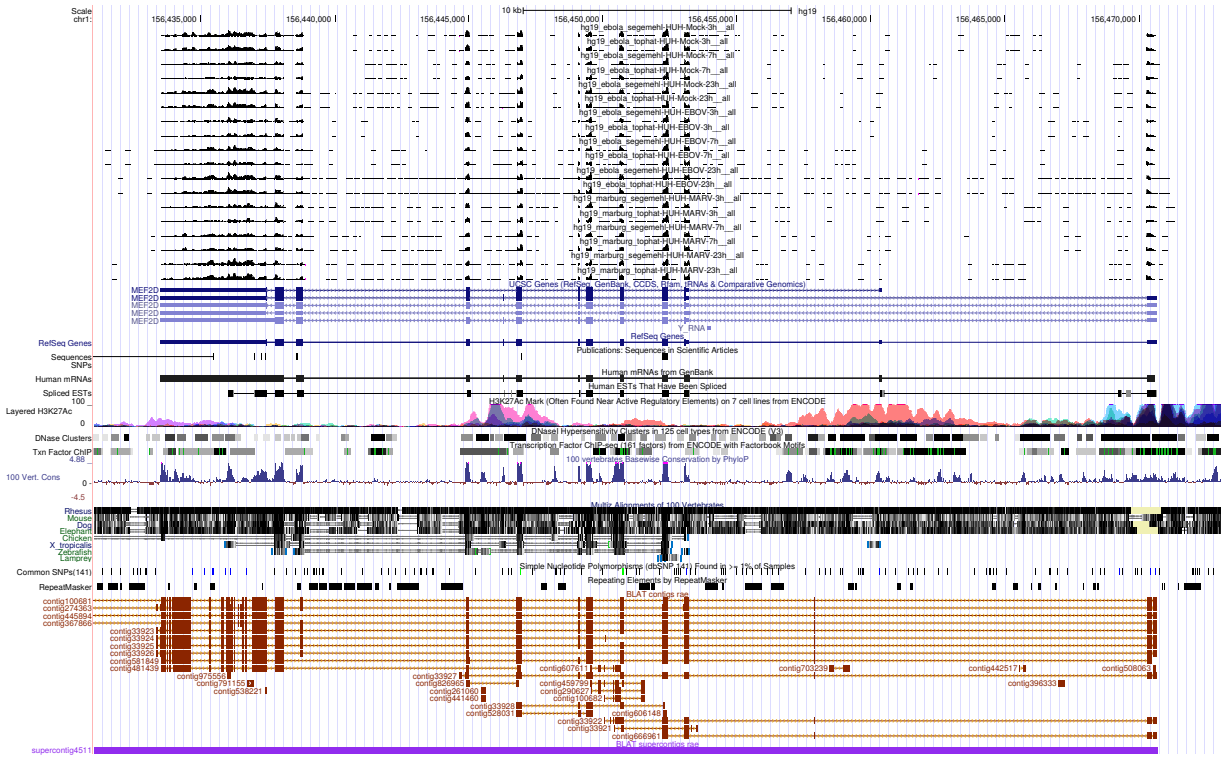 Scale 10 kb hg19
chr1: 156,435,000 156,440,000 156,445,000 156,450,000 156,455,000 156,460,000 156,465,000 156,470,000
hg19_ebola_segemehl-HUH-Mock-3h__all
hg19_ebola_tophat-HUH-Mock-3h__all
hg19_ebola_segemehl-HUH-Mock-7h__all
hg19_ebola_tophat-HUH-Mock-7h__all
hg19_ebola_segemehl-HUH-Mock-23h__all
hg19_ebola_tophat-HUH-Mock-23h__all
hg19_ebola_segemehl-HUH-EBOV-3h__all
hg19_ebola_tophat-HUH-EBOV-3h__all
hg19_ebola_segemehl-HUH-EBOV-7h__all
hg19_ebola_tophat-HUH-EBOV-7h__all
hg19_ebola_segemehl-HUH-EBOV-23h__all
hg19_ebola_tophat-HUH-EBOV-23h__all
hg19_marburg_segemehl-HUH-MARV-3h__all
hg19_marburg_tophat-HUH-MARV-3h__all
hg19_marburg_segemehl-HUH-MARV-7h__all
hg19_marburg_tophat-HUH-MARV-7h__all
hg19_marburg_segemehl-HUH-MARV-23h__all
hg19_marburg_tophat-HUH-MARV-23h__all
UCSC Genes (RefSeq, GenBank, CCDS, Rfam, tRNAs & Comparative Genomics)
MEF2D
MEF2D
MEF2D
MEF2D
MEF2D
Y_RNA
RefSeq Genes
RefSeq Genes
Publications: Sequences in Scientific Articles
Sequences
SNPs
Human mRNAs from GenBank
Human mRNAs
Human ESTs That Have Been Spliced
Spliced ESTs
H3K27Ac Mark (Often Found Near Active Regulatory Elements) on 7 cell lines from ENCODE
100
Layered H3K27Ac
0
DNaseI Hypersensitivity Clusters in 125 cell types from ENCODE (V3)
DNase Clusters
Transcription Factor ChIP-seq (161 factors) from ENCODE with Factorbook Motifs
Txn Factor ChIP
100 vertebrates Basewise Conservation by PhyloP
4.88
100 Vert. Cons
0
-4.5
Multiz Alignments of 100 Vertebrates
Rhesus
Mouse
Dog
Elephant
Chicken
X_tropicalis
Zebrafish
Lamprey
Simple Nucleotide Polymorphisms (dbSNP 141) Found in >= 1% of Samples
Common SNPs(141)
Repeating Elements by RepeatMasker
RepeatMasker
BLAT contigs rae
contig100681
contig274363
contig445894
contig367866
contig33923
contig33924
contig33925
contig33926
contig581849
contig481439 contig607611 contig703239 contig442517 contig508063
contig975556 contig33927
contig791155 contig826965 contig459799 contig396333
contig538221 contig261060 contig290627
contig441460 contig100682
contig33928
contig528031 contig606148
contig33922
contig33921
contig666961
BLAT supercontigs rae
supercontig4511